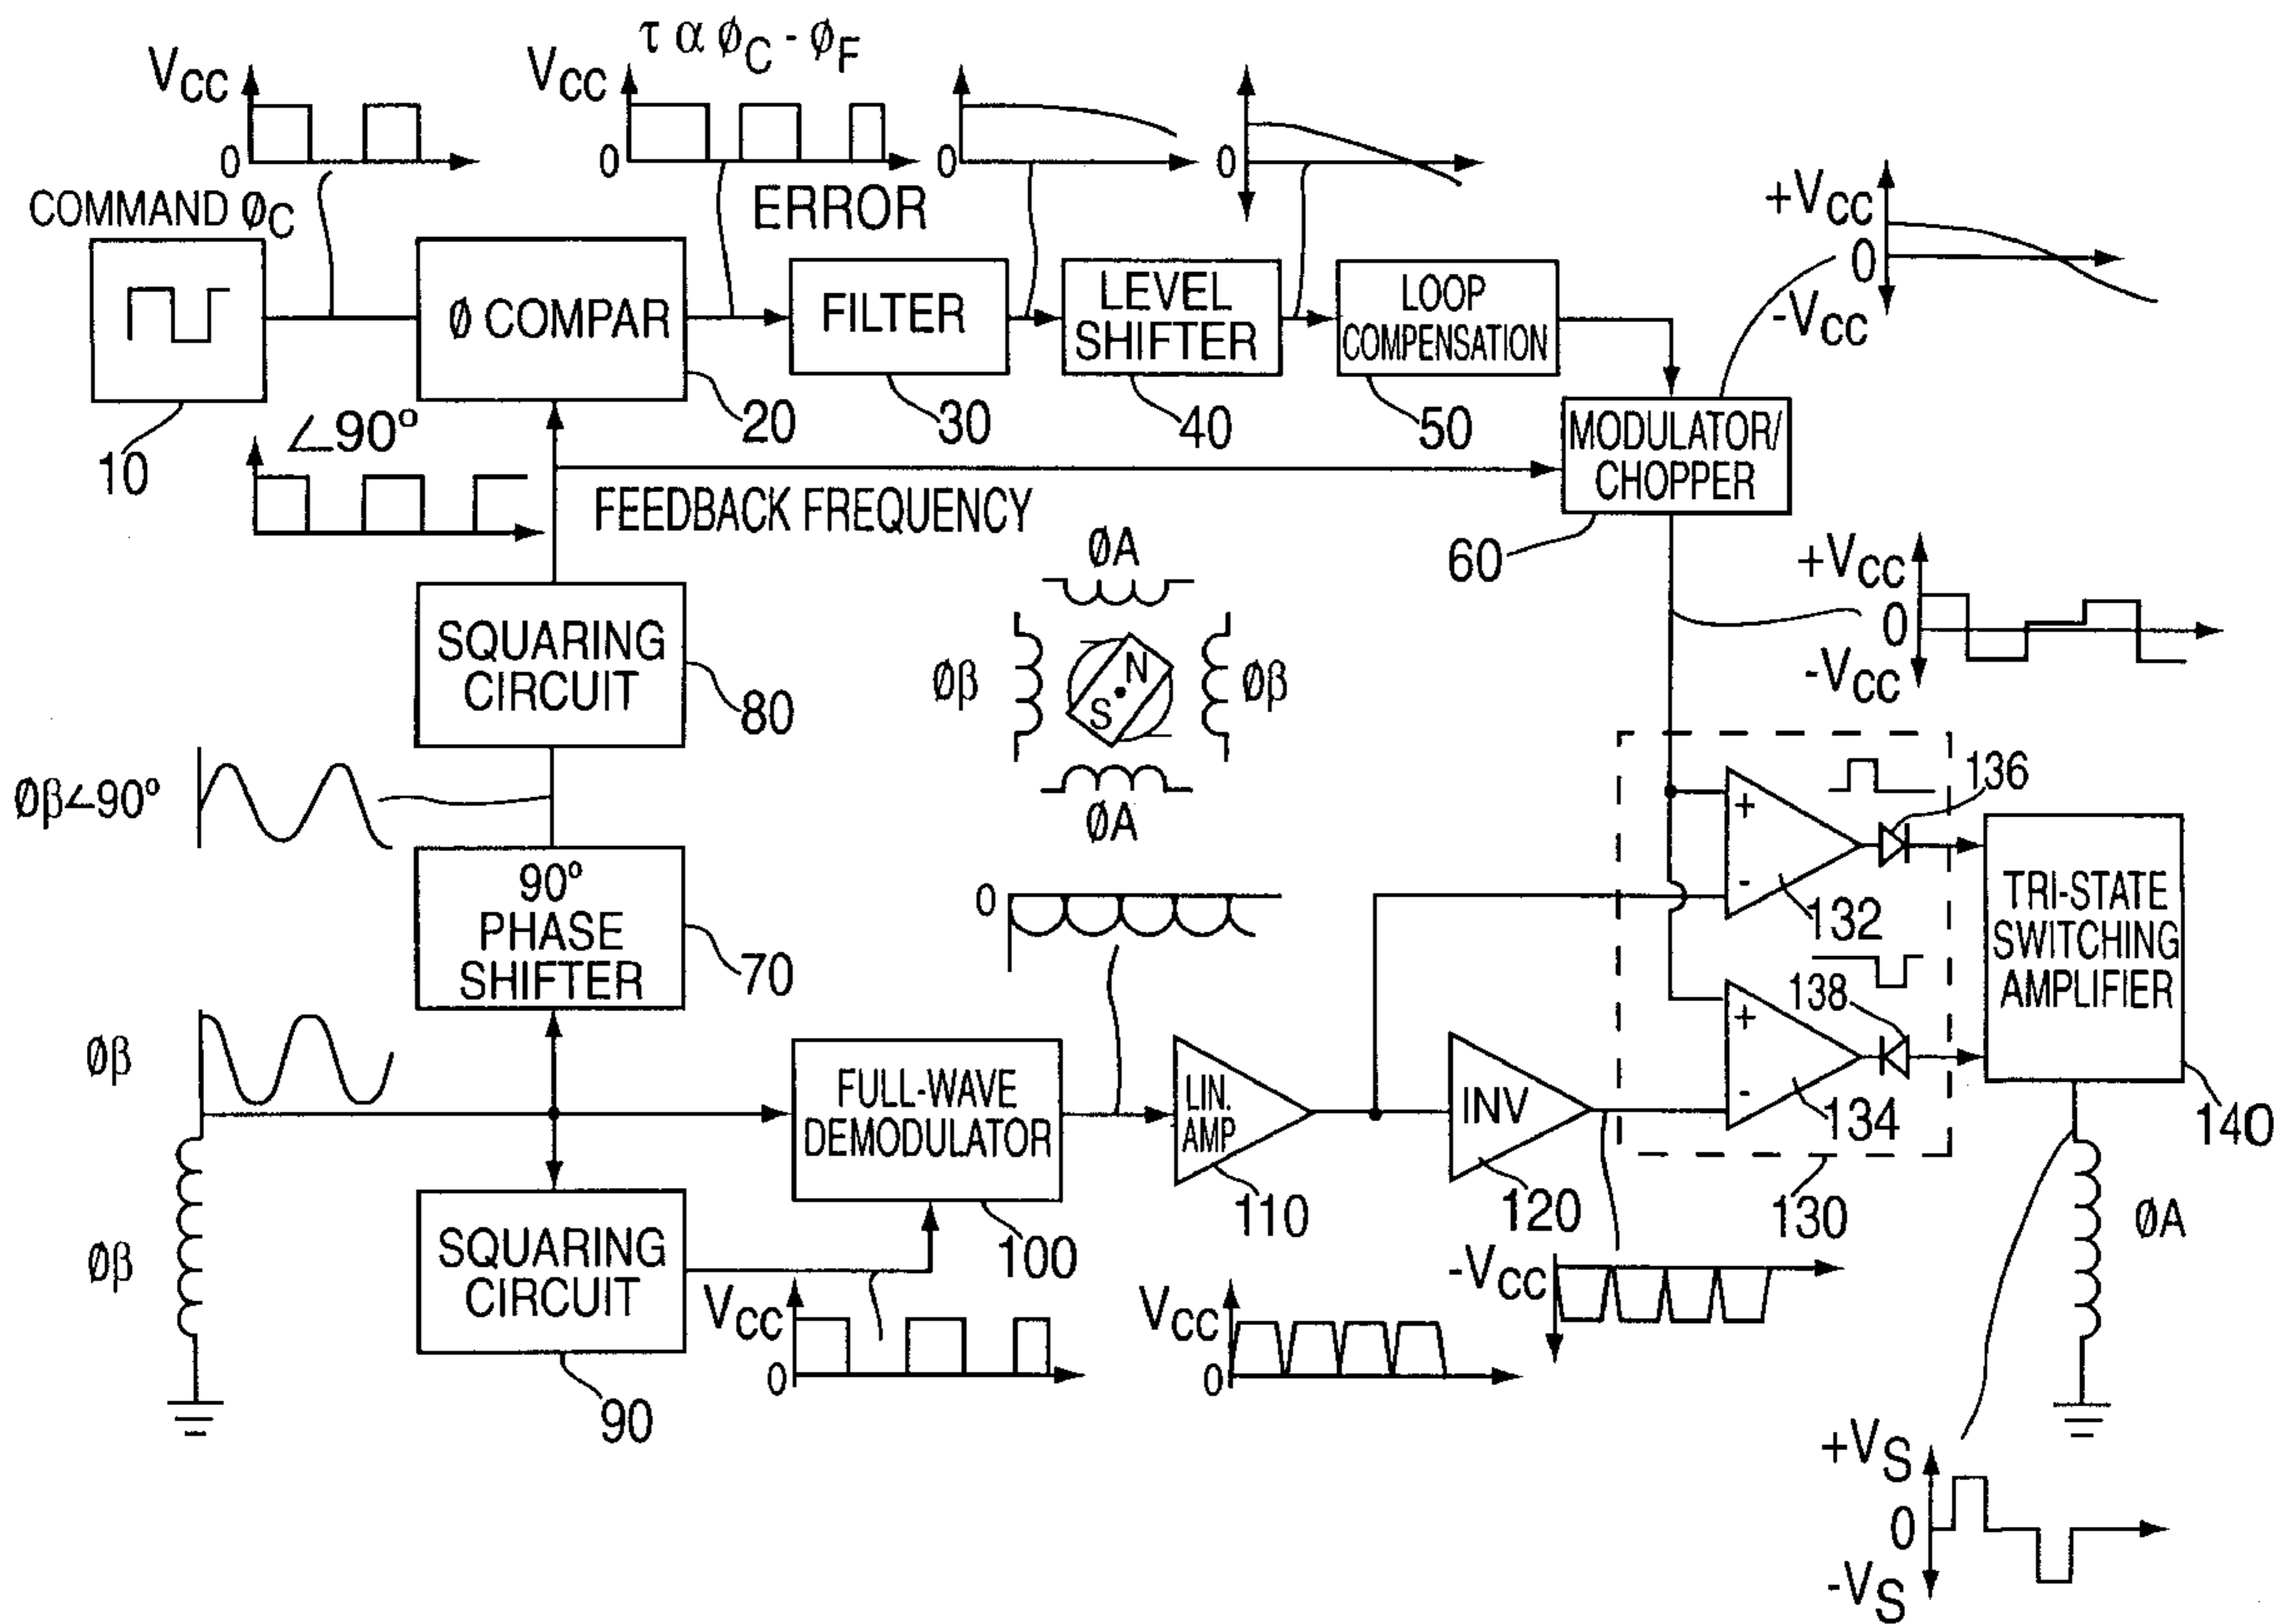 τ α φC - φF
VCC
0
VCC
0
ERROR
0
0
+VCC
0
-VCC
COMMAND ØC
Ø COMPAR
FILTER
LEVEL
SHIFTER
LOOP
COMPENSATION
10
20
30
40
50
∠90°
FEEDBACK FREQUENCY
MODULATOR/
CHOPPER
60
+VCC
0
-VCC
SQUARING
CIRCUIT
80
ØA
Øβ
N
S
Øβ
ØA
Øβ∠90°
90°
PHASE
SHIFTER
70
0
+
-
132
136
+
-
134
138
130
TRI-STATE
SWITCHING
AMPLIFIER
140
Øβ
Øβ
FULL-WAVE
DEMODULATOR
100
LIN.
AMP
110
INV
120
SQUARING
CIRCUIT
90
VCC
0
VCC
0
-VCC
ØA
+VS
0
-VS